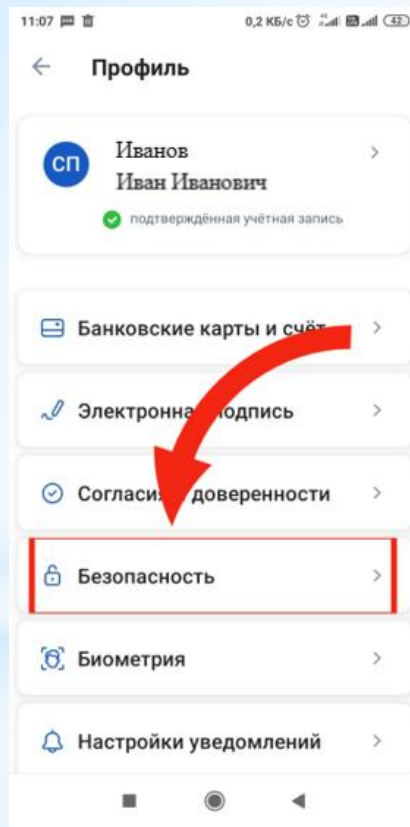 11:07 0,2 КБ/с 42
Профиль
СП
Иванов
Иван Иванович
подтверждённая учётная запись
Банковские карты и счёт
Электронная подпись
Согласия доверенности
Безопасность
Биометрия
Настройки уведомлений